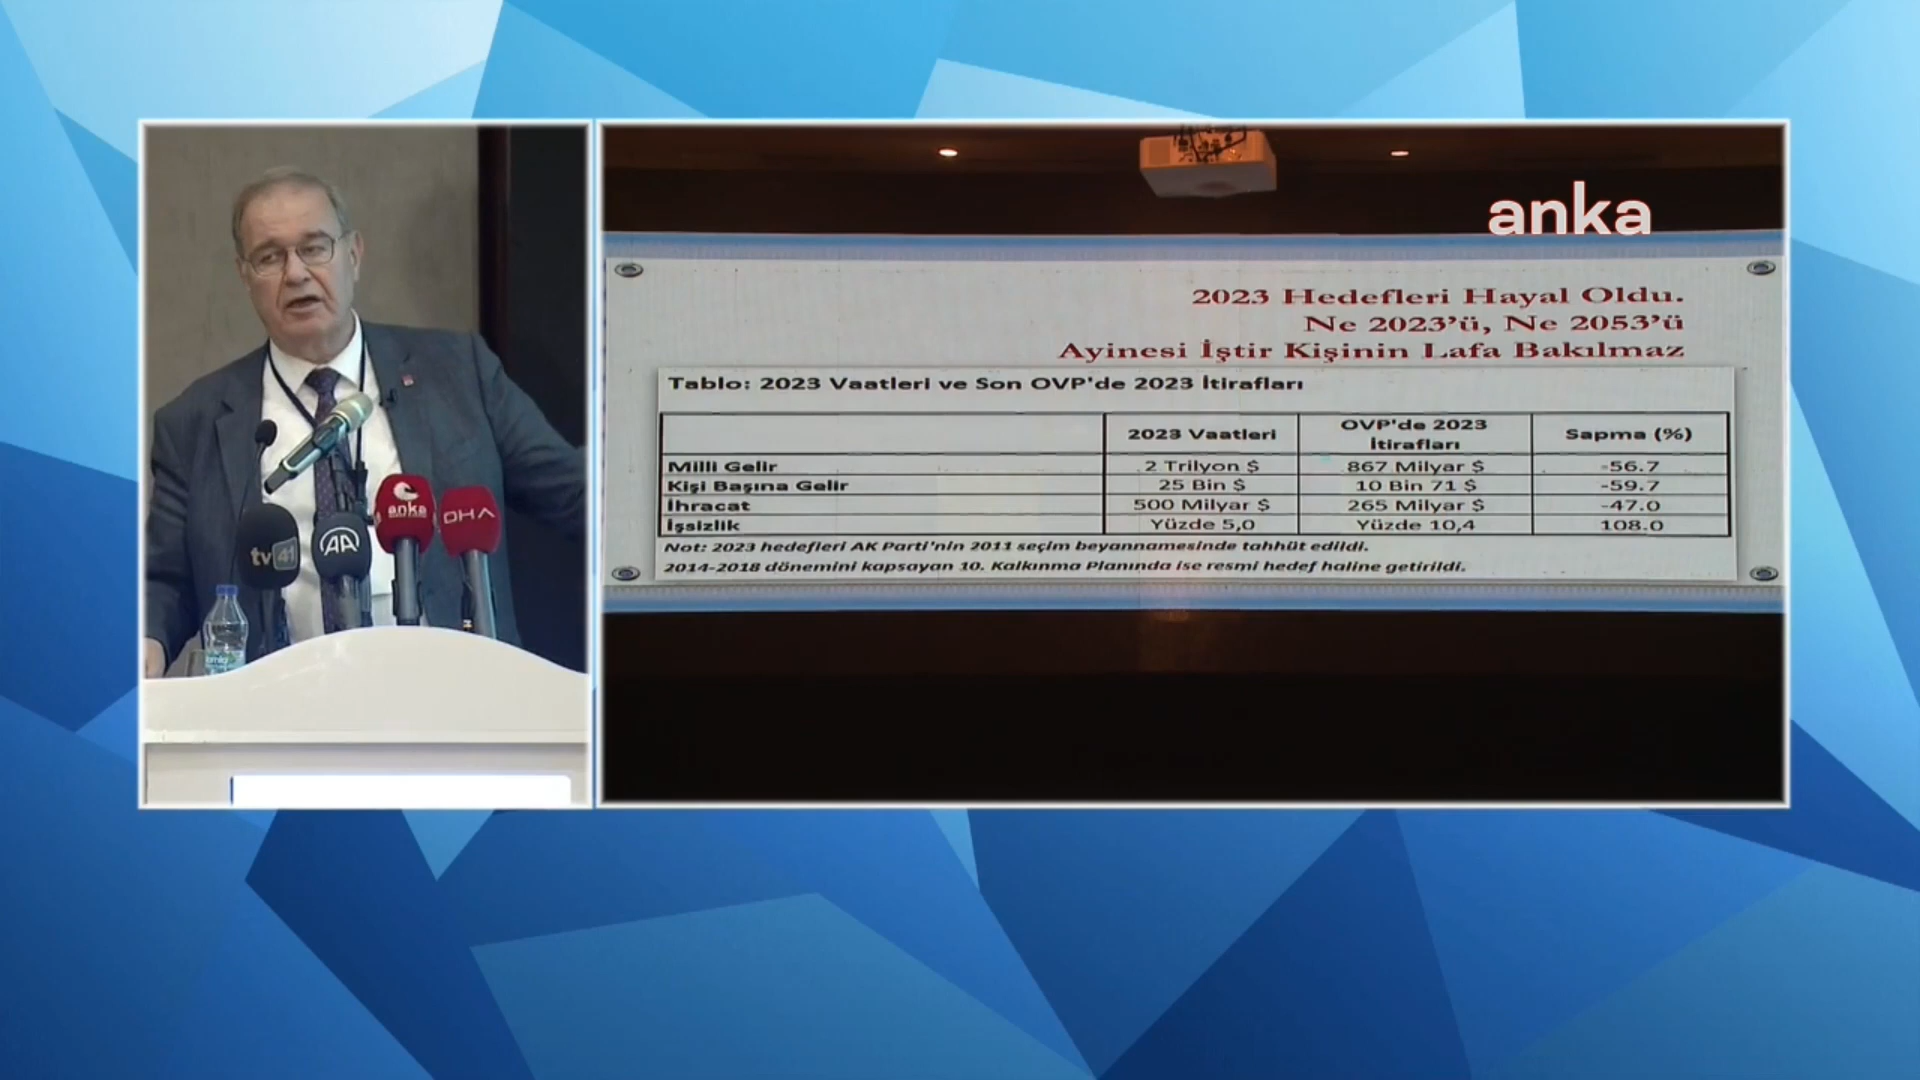 anka
2023 Hedefleri Hayal Oldu.
Ne 2023'ü, Ne 2053'ü
Ayinesi İştir Kişinin Lafa Bakılmaz
Tablo: 2023 Vaatleri ve Son OVP'de 2023 İtirafları
2023 Vaatleri
OVP'de 2023
İtirafları
Sapma (%)
Milli Gelir 2 Trilyon $ 867 Milyar $ -56.7
Kişi Başına Gelir 25 Bin $ 10 Bin 71 $ -59.7
İhracat 500 Milyar $ 265 Milyar $ -47.0
İşsizlik Yüzde 5,0 Yüzde 10,4 108.0
Not: 2023 hedefleri AK Parti'nin 2011 seçim beyannamesinde tahhüt edildi.
2014-2018 dönemini kapsayan 10. Kalkınma Planında ise resmi hedef haline getirildi.
anka
DHA
AA
tv41